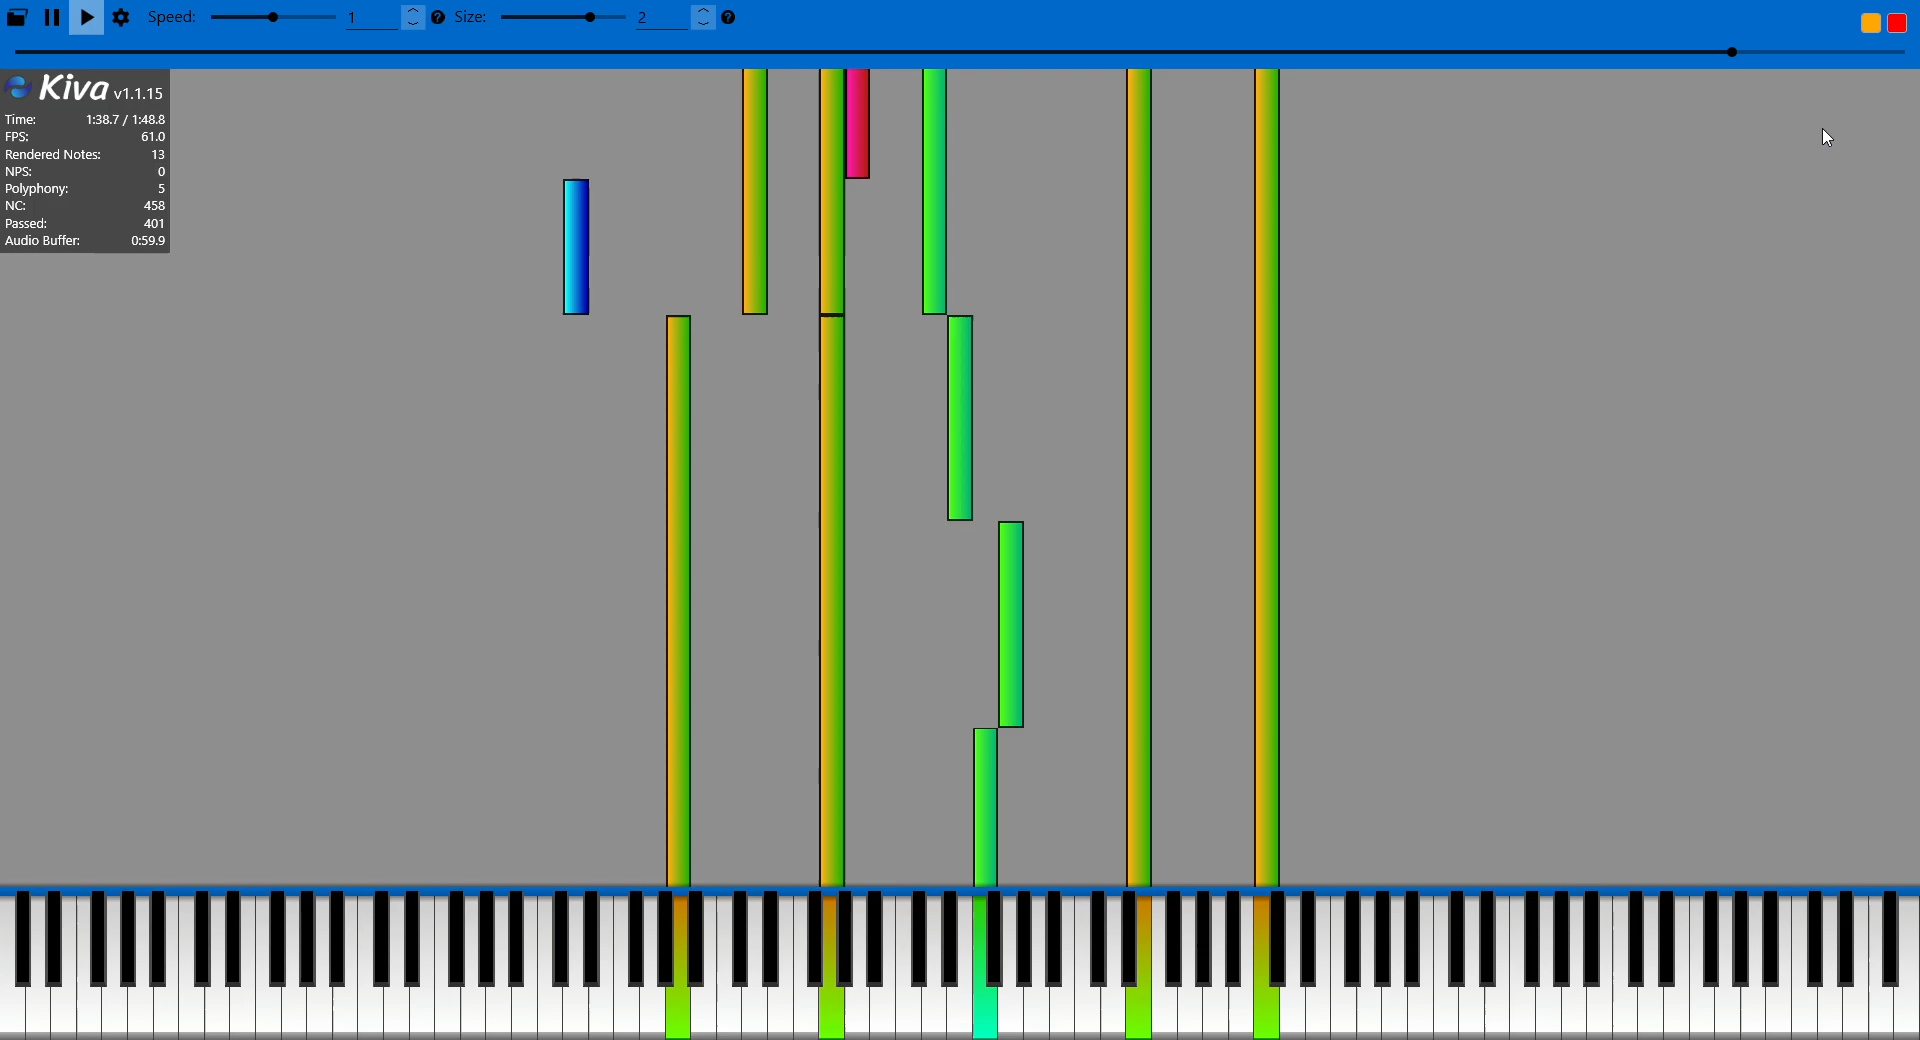 Speed: 1 Size: 2
Kiva v1.1.15
Time: 1:38.7 / 1:48.8
FPS: 61.0
Rendered Notes: 13
NPS: 0
Polyphony: 5
NC: 458
Passed: 401
Audio Buffer: 0:59.9